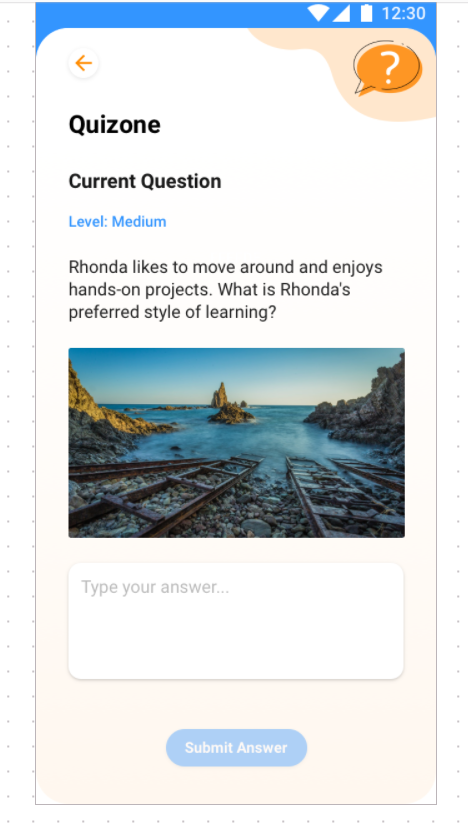 12:30
?
Quizone
Current Question
Level: Medium
Rhonda likes to move around and enjoys
hands-on projects. What is Rhonda's
preferred style of learning?
Type your answer...
Submit Answer